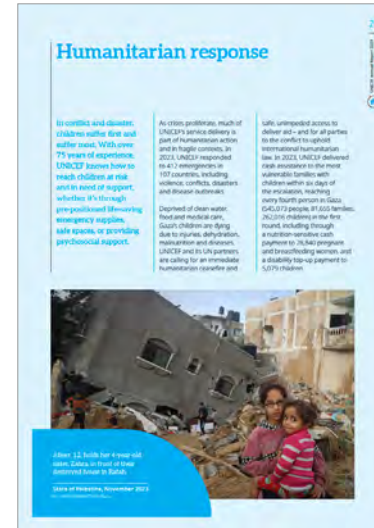 Humanitarian response
In conflict and disaster,
children suffer first and
suffer most. With over
75 years of experience,
UNICEF knows how to
reach children at risk
and in need of support,
whether it's through
pre-positioned life-saving
emergency supplies,
safe spaces, or providing
psychosocial support.
As crises proliferate, much of
UNICEF's service delivery is
part of humanitarian action
and in fragile contexts. In
2023, UNICEF responded
to 412 emergencies in
107 countries, including
violence, conflicts, disasters
and disease outbreaks
Deprived of clean water,
food and medical care,
Gaza's children are dying
due to injuries, dehydration,
malnutrition and diseases.
UNICEF and its UN partners
are calling for an immediate
humanitarian ceasefire and
safe, unimpeded access to
deliver aid – and for all parties
to the conflict to uphold
international humanitarian
law. In 2023, UNICEF delivered
cash assistance to the most
vulnerable families with
children within six days of
the escalation, reaching
every fourth person in Gaza
(545,073 people, 81,655 families,
262,016 children) in the first
round, including through
a nutrition-sensitive cash
payment to 28,840 pregnant
and breastfeeding women, and
a disability top-up payment to
5,079 children.
12, holds her 4-year-old
sister, Zahra, in front of their
destroyed house in Rafah.
State of Palestine, November 2023